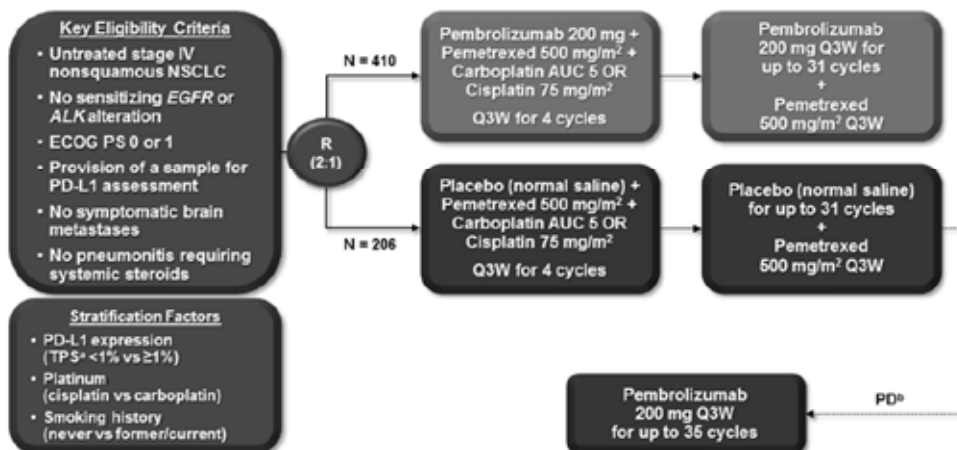 Key Eligibility Criteria
• Untreated stage IV
nonsquamous NSCLC
• No sensitizing EGFR or
ALK alteration
• ECOG PS 0 or 1
• Provision of a sample for
PD-L1 assessment
• No symptomatic brain
metastases
• No pneumonitis requiring
systemic steroids
Stratification Factors
• PD-L1 expression
(TPSᵃ <1% vs ≥1%)
• Platinum
(cisplatin vs carboplatin)
• Smoking history
(never vs former/current)
R
(2:1)
N = 410
Pembrolizumab 200 mg +
Pemetrexed 500 mg/m² +
Carboplatin AUC 5 OR
Cisplatin 75 mg/m²
Q3W for 4 cycles
Pembrolizumab
200 mg Q3W for
up to 31 cycles
+
Pemetrexed
500 mg/m² Q3W
N = 206
Placebo (normal saline) +
Pemetrexed 500 mg/m² +
Carboplatin AUC 5 OR
Cisplatin 75 mg/m²
Q3W for 4 cycles
Placebo (normal saline)
for up to 31 cycles
+
Pemetrexed
500 mg/m² Q3W
PDᵇ
Pembrolizumab
200 mg Q3W
for up to 35 cycles